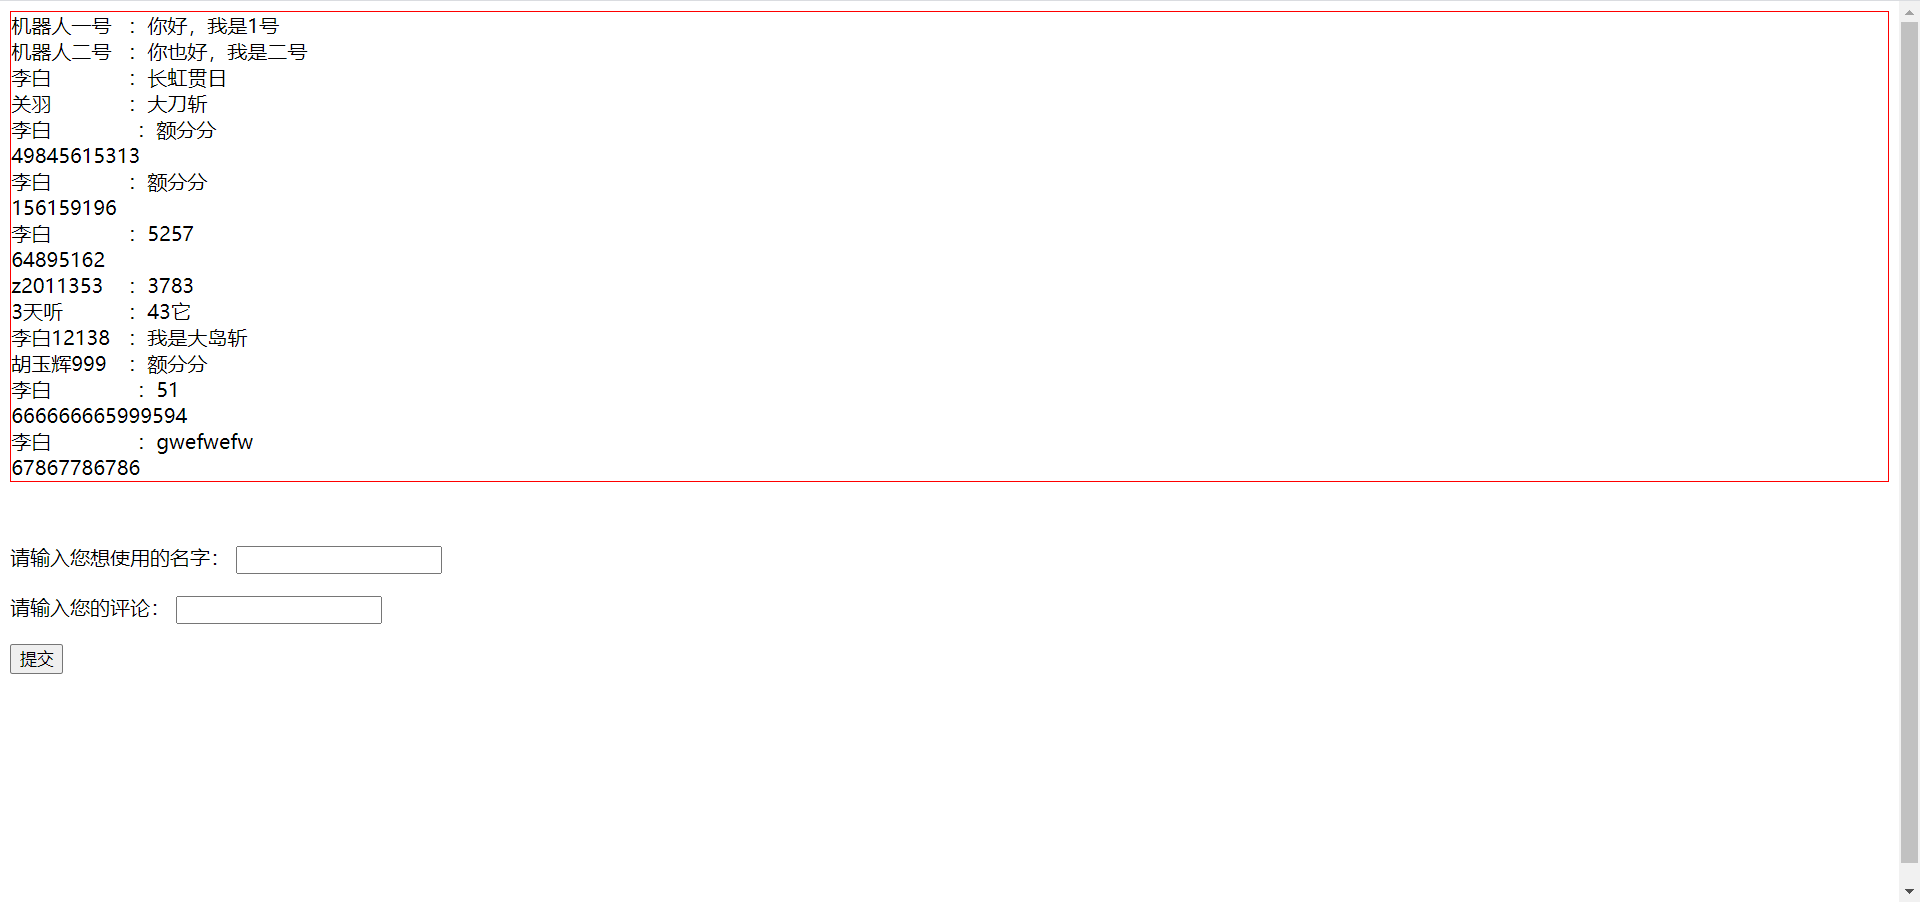 机器人一号 ：你好，我是1号
机器人二号 ：你也好，我是二号
李白 ：长虹贯日
关羽 ：大刀斩
李白 ：额分分
49845615313
李白 ：额分分
156159196
李白 ：5257
64895162
z2011353 ：3783
3天听 ：43它
李白12138 ：我是大岛斩
胡玉辉999 ：额分分
李白 ：51
666666665999594
李白 ：gwefwefw
67867786786
请输入您想使用的名字：
请输入您的评论：
提交